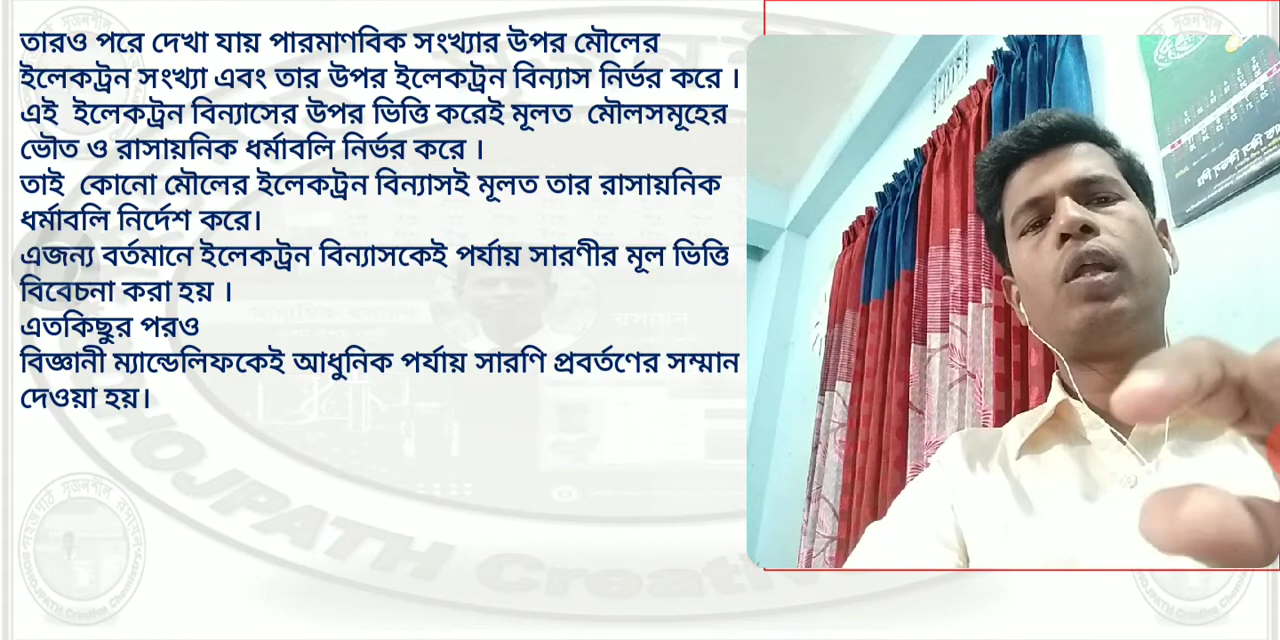 তারও পরে দেখা যায় পারমাণবিক সংখ্যার উপর মৌলের
ইলেকট্রন সংখ্যা এবং তার উপর ইলেকট্রন বিন্যাস নির্ভর করে ।
এই ইলেকট্রন বিন্যাসের উপর ভিত্তি করেই মূলত মৌলসমূহের
ভৌত ও রাসায়নিক ধর্মাবলি নির্ভর করে ।
তাই কোনো মৌলের ইলেকট্রন বিন্যাসই মূলত তার রাসায়নিক
ধর্মাবলি নির্দেশ করে।
এজন্য বর্তমানে ইলেকট্রন বিন্যাসকেই পর্যায় সারণীর মূল ভিত্তি
বিবেচনা করা হয় ।
এতকিছুর পরও
বিজ্ঞানী ম্যান্ডেলিফকেই আধুনিক পর্যায় সারণি প্রবর্তণের সম্মান
দেওয়া হয়।
HOJPATH Creati